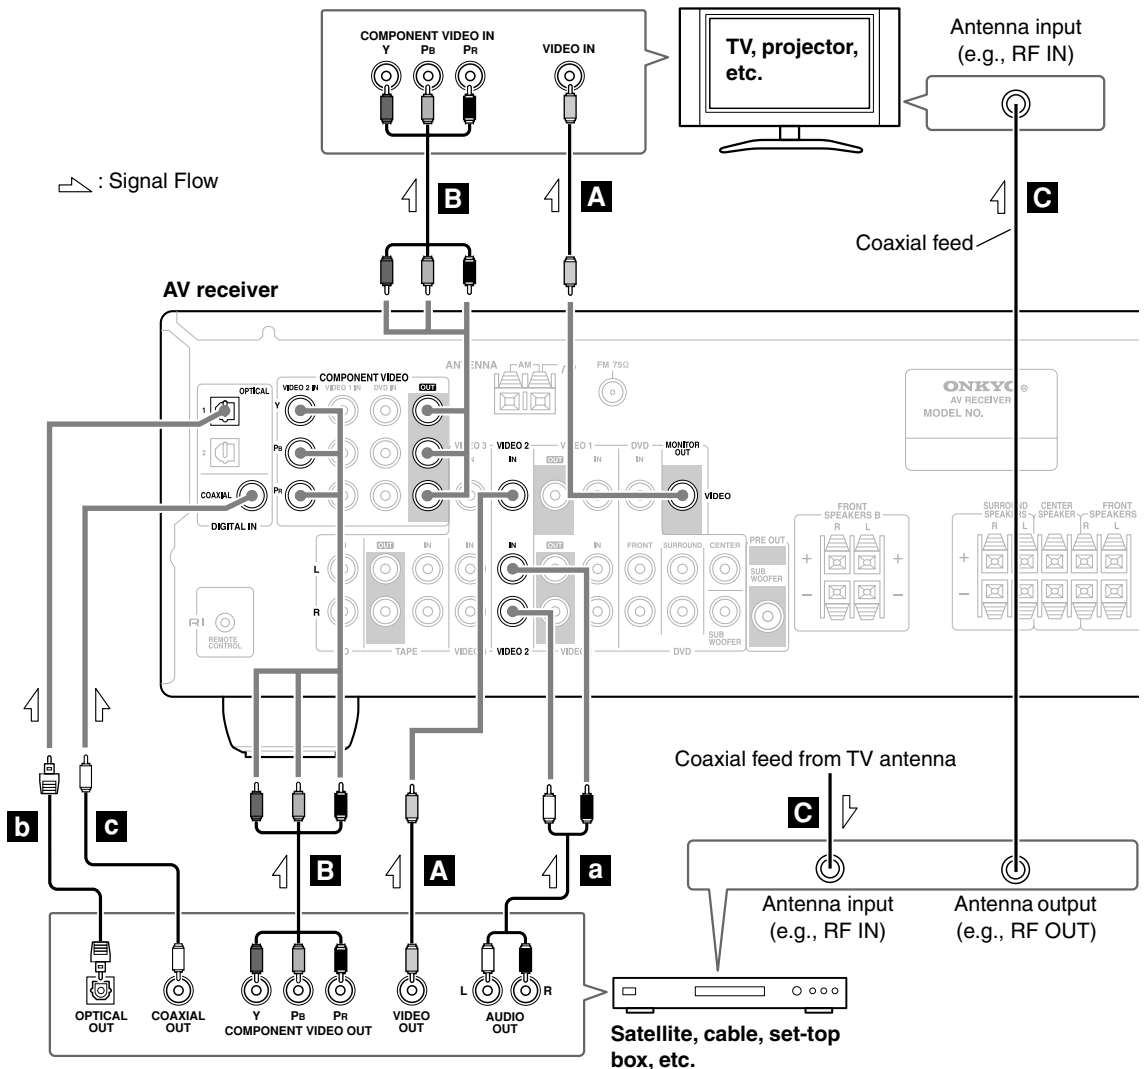 COMPONENT VIDEO IN
Y PB PR
VIDEO IN
TV, projector,
etc.
Antenna input
(e.g., RF IN)
: Signal Flow
B
A
C
Coaxial feed
AV receiver
ANTENNA
AM
FM 75Ω
COMPONENT VIDEO
OPTICAL
VIDEO 2 IN
VIDEO 1 IN
DVD IN
OUT
1
2
Y
PB
PR
COAXIAL
DIGITAL IN
VIDEO 3
VIDEO 2
VIDEO 1
DVD
MONITOR
OUT
IN
IN
OUT
IN
IN
VIDEO
ONKYO®
AV RECEIVER
MODEL NO.
FRONT
SPEAKERS B
R L
SURROUND
SPEAKERS
R L
CENTER
SPEAKER
FRONT
SPEAKERS
R L
+
−
+
−
+
−
IN
OUT
IN
IN
IN
OUT
IN
FRONT
SURROUND
CENTER
PRE OUT
SUB
WOOFER
L
R
RI
REMOTE
CONTROL
TAPE
VIDEO 2
DVD
SUB
WOOFER
b
c
B
A
a
Coaxial feed from TV antenna
C
Antenna input
(e.g., RF IN)
Antenna output
(e.g., RF OUT)
OPTICAL
OUT
COAXIAL
OUT
Y PB PR
COMPONENT VIDEO OUT
VIDEO
OUT
L R
AUDIO
OUT
Satellite, cable, set-top
box, etc.